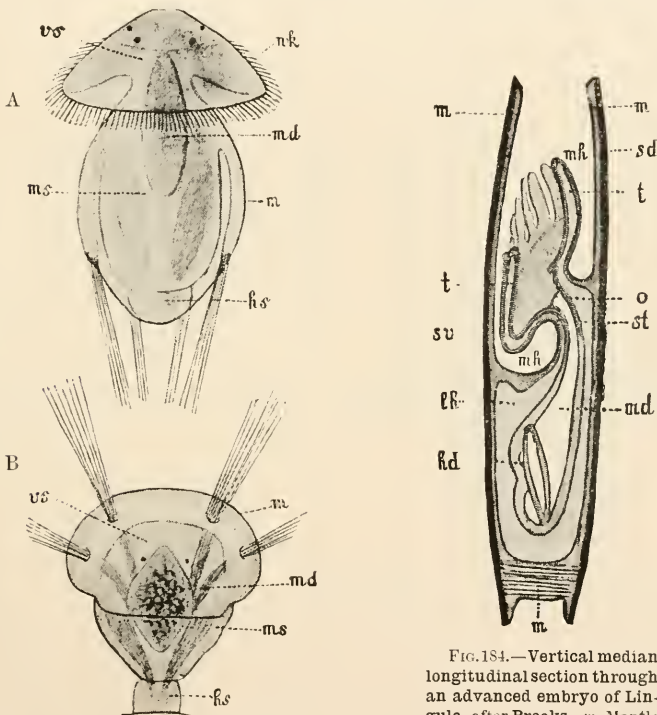 vs
nk
A
md
ms
m
hs
B
vs
m
md
ms
hs
m
m
mh
sd
t
t
o
sv
st
mh
lh
md
hd
m
FIG. 184.—Vertical median
longitudinal section through
an advanced embryo of Lin-
gula, after Brooks. m, Mantle